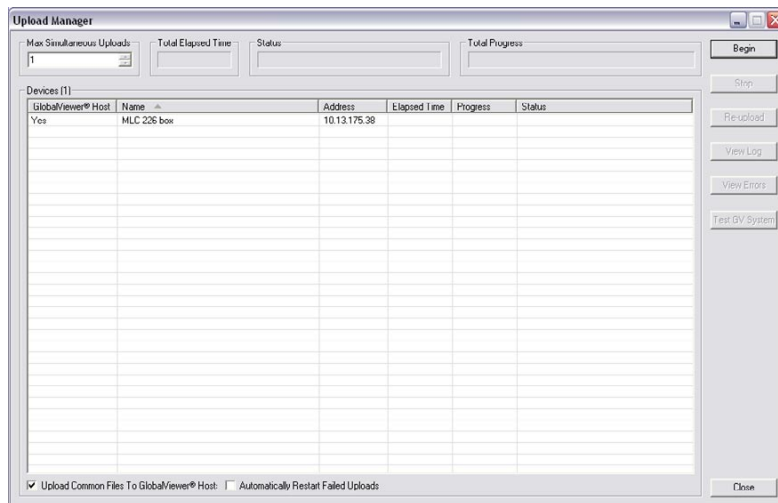 Upload Manager
Max Simultaneous Uploads
Total Elapsed Time
Status
Total Progress
1
Begin
Stop
Devices (1)
GlobalViewer® Host Name Address Elapsed Time Progress Status
Yes MLC 226 box 10.13.175.38
Re-upload
View Log
View Errors
Test GV System
Upload Common Files To GlobalViewer® Host: Automatically Restart Failed Uploads
Close